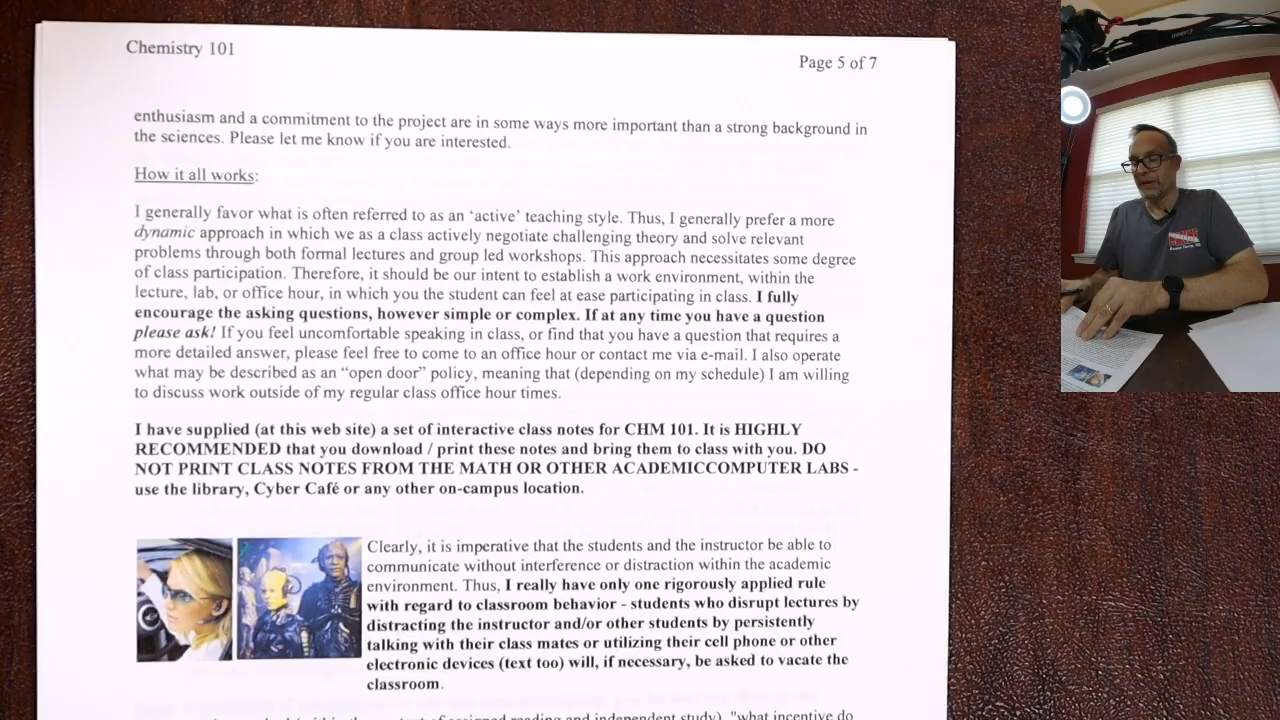 Chemistry 101
Page 5 of 7
enthusiasm and a commitment to the project are in some ways more important than a strong background in
the sciences. Please let me know if you are interested.
How it all works:
I generally favor what is often referred to as an ‘active’ teaching style. Thus, I generally prefer a more
dynamic approach in which we as a class actively negotiate challenging theory and solve relevant
problems through both formal lectures and group led workshops. This approach necessitates some degree
of class participation. Therefore, it should be our intent to establish a work environment, within the
lecture, lab, or office hour, in which you the student can feel at ease participating in class. I fully
encourage the asking questions, however simple or complex. If at any time you have a question
please ask! If you feel uncomfortable speaking in class, or find that you have a question that requires a
more detailed answer, please feel free to come to an office hour or contact me via e-mail. I also operate
what may be described as an “open door” policy, meaning that (depending on my schedule) I am willing
to discuss work outside of my regular class office hour times.
I have supplied (at this web site) a set of interactive class notes for CHM 101. It is HIGHLY
RECOMMENDED that you download / print these notes and bring them to class with you. DO
NOT PRINT CLASS NOTES FROM THE MATH OR OTHER ACADEMICCOMPUTER LABS -
use the library, Cyber Café or any other on-campus location.
Clearly, it is imperative that the students and the instructor be able to
communicate without interference or distraction within the academic
environment. Thus, I really have only one rigorously applied rule
with regard to classroom behavior - students who disrupt lectures by
distracting the instructor and/or other students by persistently
talking with their class mates or utilizing their cell phone or other
electronic devices (text too) will, if necessary, be asked to vacate the
classroom.
(within the context of assigned reading and independent study), "what incentive do